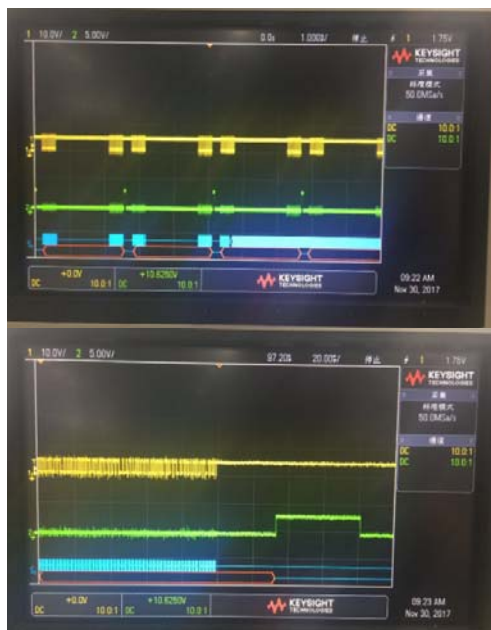 1 10.0V/ 2 5.00V/ 0.0s 1.000s/ 停止 1 1.75V
KEYSIGHT
TECHNOLOGIES
采集
标准模式
50.0MSa/s
通道
DC 10.0:1
DC 10.0:1
+0.0V +10.6250V
DC 10.0:1 DC 10.0:1
KEYSIGHT
TECHNOLOGIES
09:22 AM
Nov 30, 2017
1 10.0V/ 2 5.00V/ 97.20s 20.00s/ 停止 1 1.75V
KEYSIGHT
TECHNOLOGIES
采集
标准模式
50.0MSa/s
通道
DC 10.0:1
DC 10.0:1
+0.0V +10.6250V
DC 10.0:1 DC 10.0:1
KEYSIGHT
TECHNOLOGIES
09:23 AM
Nov 30, 2017